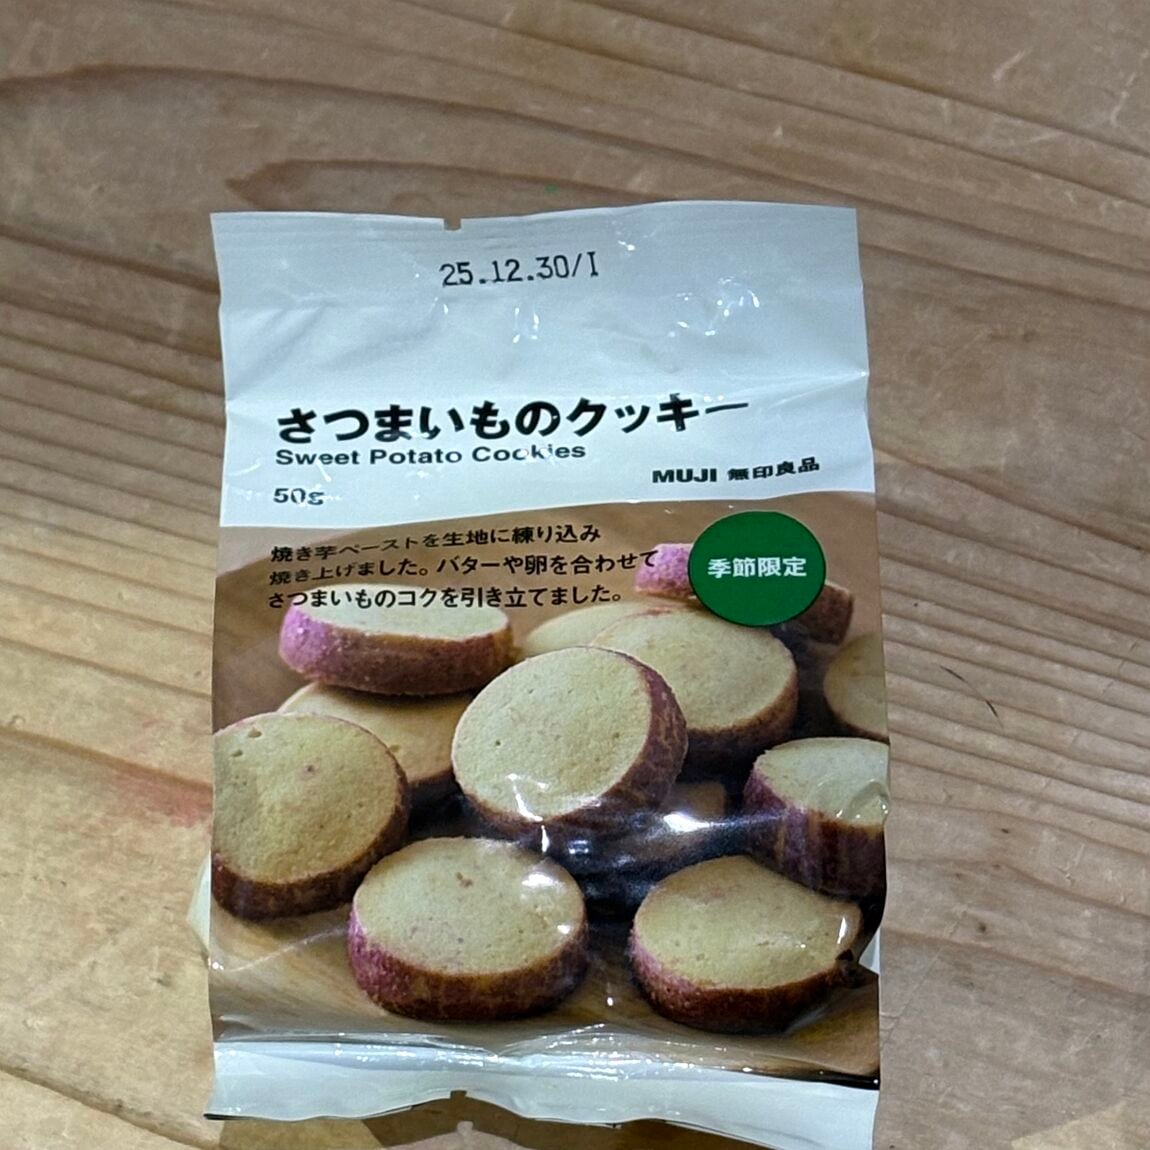 25.12.30/I
さつまいものクッキー
Sweet Potato Cookies
50g
MUJI 無印良品
焼き芋ペーストを生地に練り込み
焼き上げました。バターや卵を合わせて
さつまいものコクを引き立てました。
季節限定